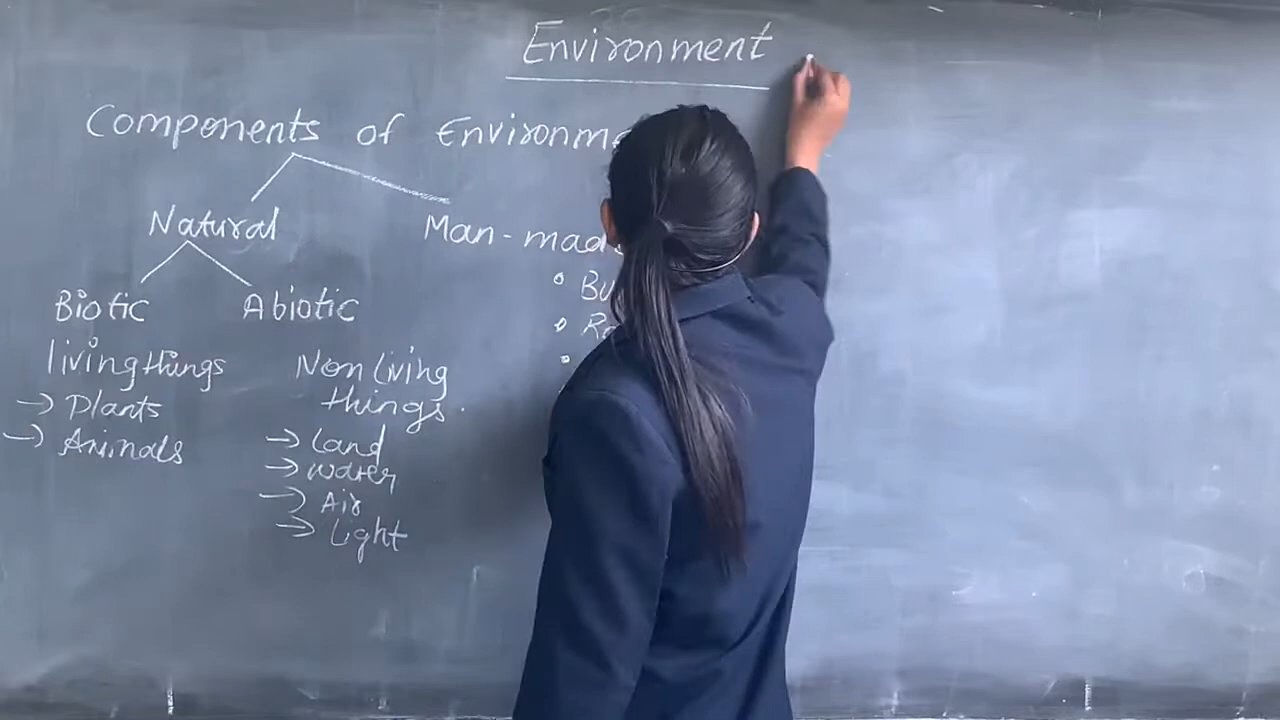 Environment
Components of Environme
Natural
Man-made
Biotic
Abiotic
living things
→ Plants
→ Animals
Non living
things.
→ Land
→ water
→ Air
→ Light